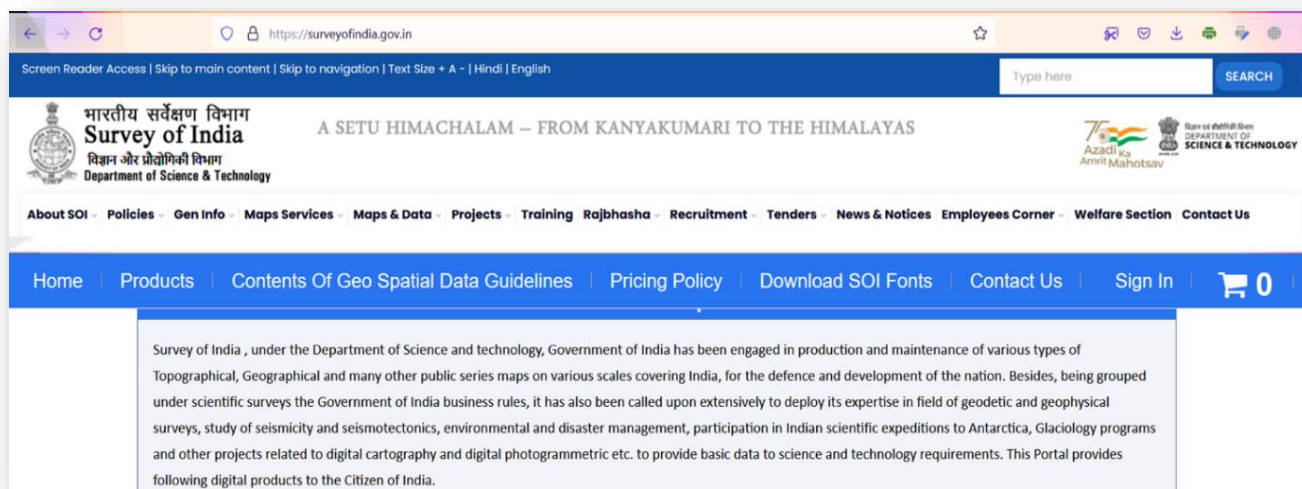 https://surveyofindia.gov.in
Screen Reader Access | Skip to main content | Skip to navigation | Text Size + A - | Hindi | English
Type here
SEARCH
भारतीय सर्वेक्षण विभाग
Survey of India
विज्ञान और प्रौद्योगिकी विभाग
Department of Science & Technology
A SETU HIMACHALAM – FROM KANYAKUMARI TO THE HIMALAYAS
75
Azadi Ka
Amrit Mahotsav
विज्ञान एवं प्रौद्योगिकी विभाग
DEPARTMENT OF
SCIENCE & TECHNOLOGY
About SOI Policies Gen Info Maps Services Maps & Data Projects Training Rajbhasha Recruitment Tenders News & Notices Employees Corner Welfare Section Contact Us
Home | Products | Contents Of Geo Spatial Data Guidelines | Pricing Policy | Download SOI Fonts | Contact Us | Sign In | 0
Survey of India , under the Department of Science and technology, Government of India has been engaged in production and maintenance of various types of
Topographical, Geographical and many other public series maps on various scales covering India, for the defence and development of the nation. Besides, being grouped
under scientific surveys the Government of India business rules, it has also been called upon extensively to deploy its expertise in field of geodetic and geophysical
surveys, study of seismicity and seismotectonics, environmental and disaster management, participation in Indian scientific expeditions to Antarctica, Glaciology programs
and other projects related to digital cartography and digital photogrammetric etc. to provide basic data to science and technology requirements. This Portal provides
following digital products to the Citizen of India.